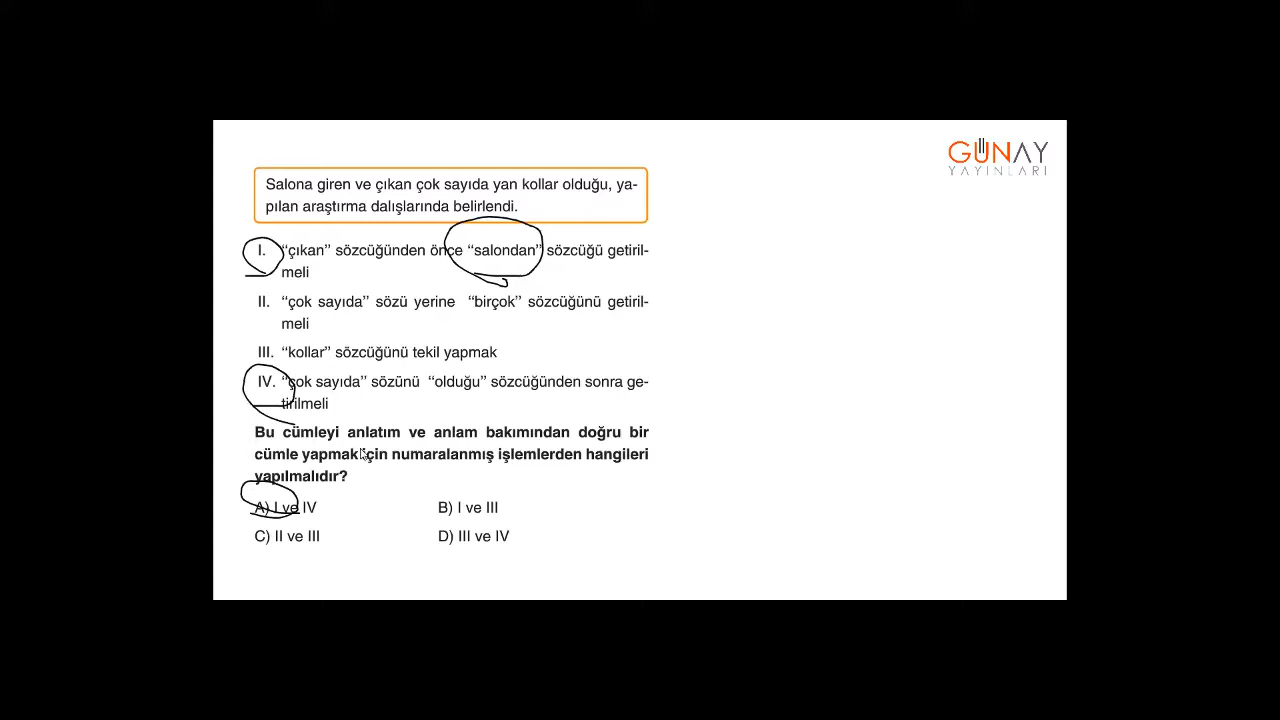 GÜNAY
YAYINLARI
Salona giren ve çıkan çok sayıda yan kollar olduğu, ya-
pılan araştırma dalışlarında belirlendi.
I. “çıkan” sözcüğünden önce “salondan” sözcüğü getiril-
meli
II. “çok sayıda” sözü yerine “birçok” sözcüğünü getiril-
meli
III. “kollar” sözcüğünü tekil yapmak
IV. “çok sayıda” sözünü “olduğu” sözcüğünden sonra ge-
tirilmeli
Bu cümleyi anlatım ve anlam bakımından doğru bir
cümle yapmak için numaralanmış işlemlerden hangileri
yapılmalıdır?
A) I ve IV B) I ve III
C) II ve III D) III ve IV